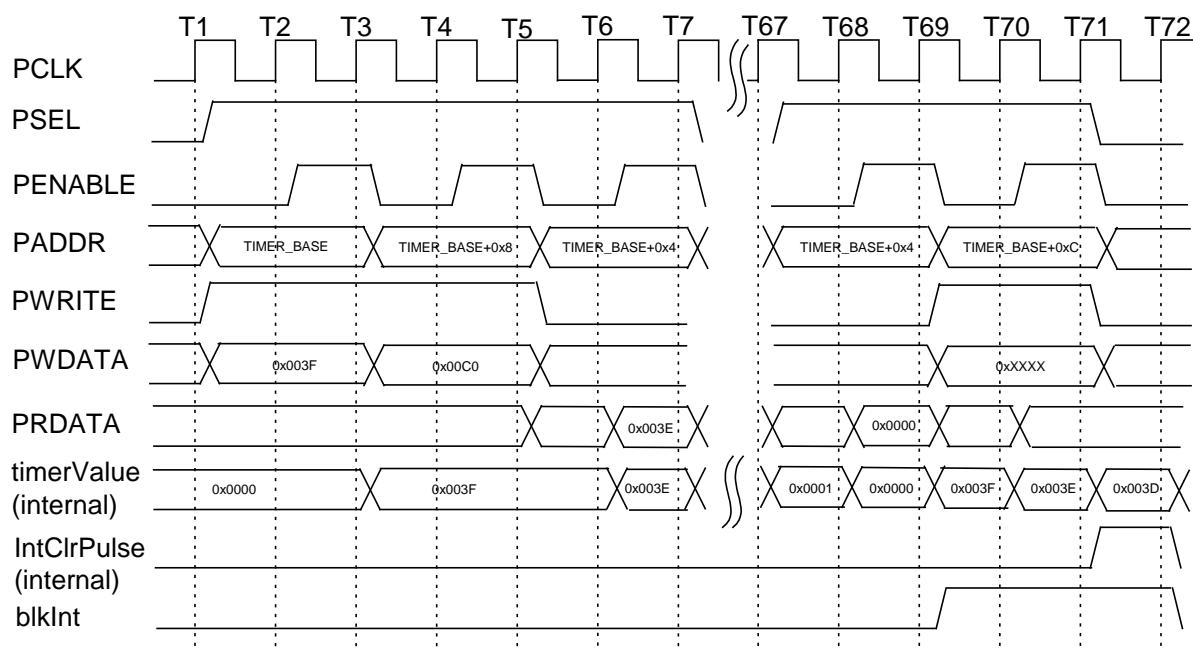 T1 T2 T3 T4 T5 T6 T7 T67 T68 T69 T70 T71 T72
PCLK
PSEL
PENABLE
PADDR TIMER_BASE TIMER_BASE+0x8 TIMER_BASE+0x4 TIMER_BASE+0x4 TIMER_BASE+0xC
PWRITE
PWDATA 0x003F 0x00C0 0xXXXX
PRDATA 0x003E 0x0000
timerValue
(internal) 0x0000 0x003F 0x003E 0x0001 0x0000 0x003F 0x003E 0x003D
IntClrPulse
(internal)
blkInt